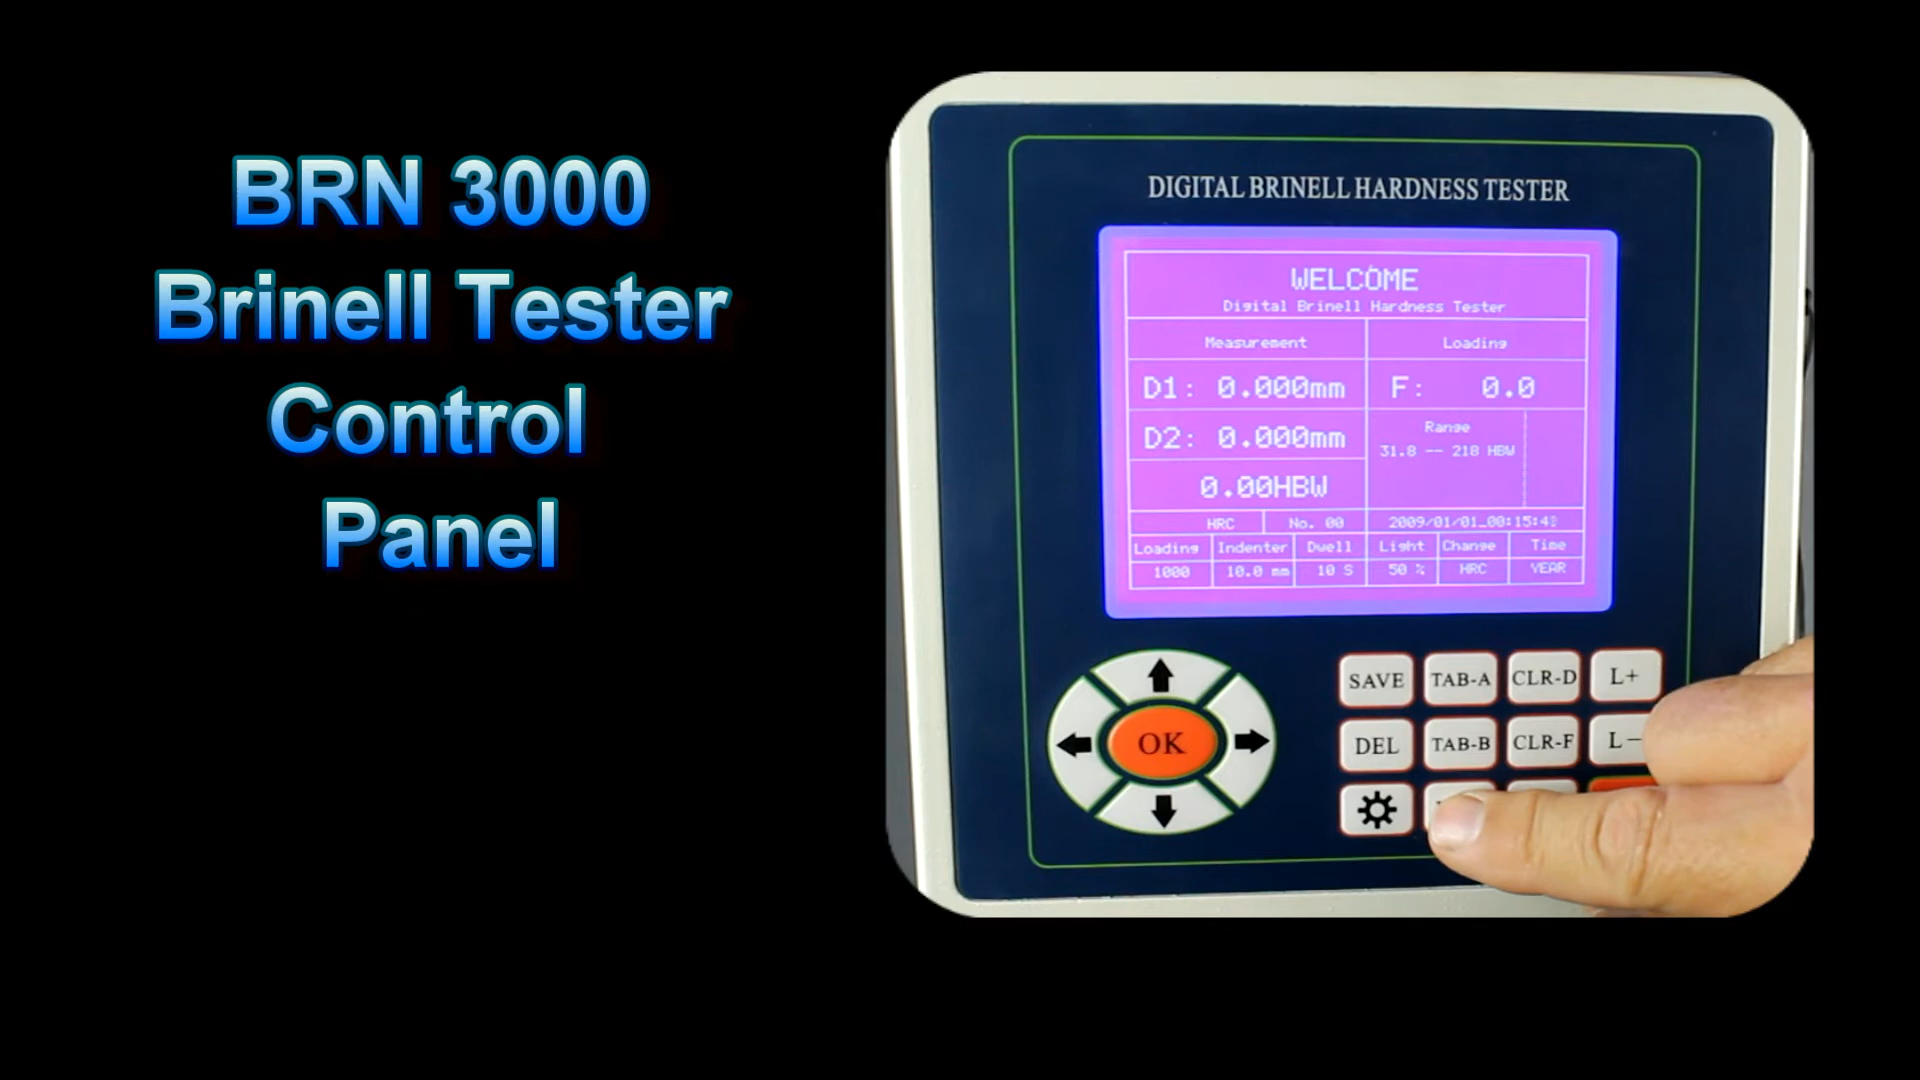 BRN 3000
Brinell Tester
Control
Panel
DIGITAL BRINELL HARDNESS TESTER
WELCOME
Digital Brinell Hardness Tester
Measurement Loading
D1: 0.000mm F: 0.0
D2: 0.000mm Range
31.8 -- 218 HBW
0.00HBW
HRC No. 00 2009/01/01_00:15:4
Loading Indenter Dwell Light Change Time
1000 10.0 mm 10 S 50 % HRC YEAR
SAVE TAB-A CLR-D L+
OK DEL TAB-B CLR-F L-